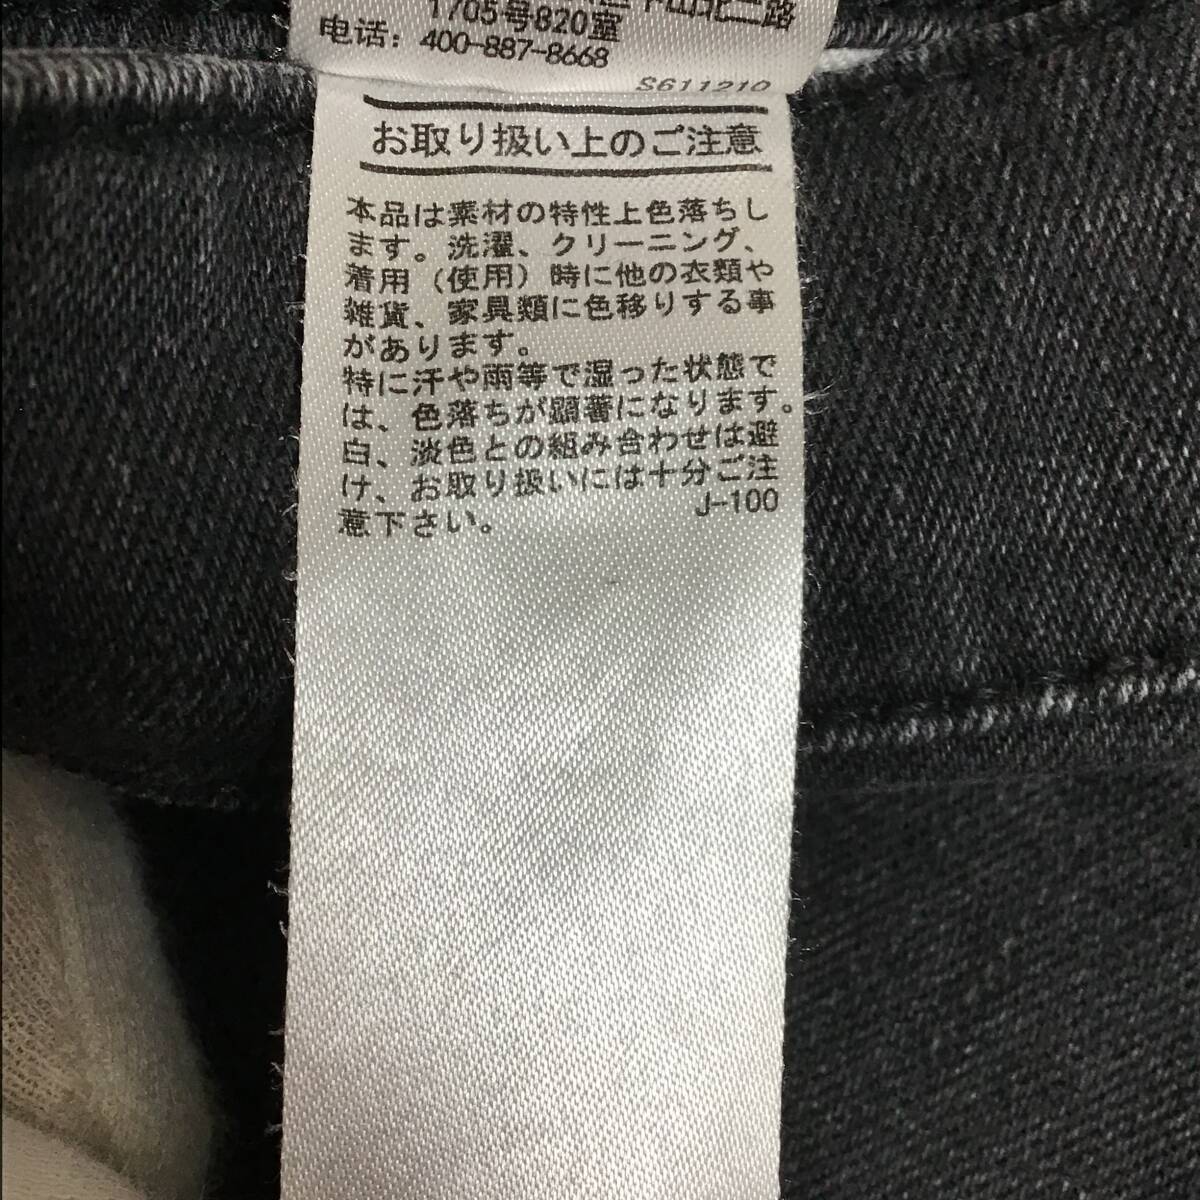 山北二路
1705号820室
电话：400-887-8668
S611210
お取り扱い上のご注意
本品は素材の特性上色落ちし
ます。洗濯、クリーニング、
着用（使用）時に他の衣類や
雑貨、家具類に色移りする事
があります。
特に汗や雨等で湿った状態で
は、色落ちが顕著になります。
白、淡色との組み合わせは避
け、お取り扱いには十分ご注
意下さい。
J-100